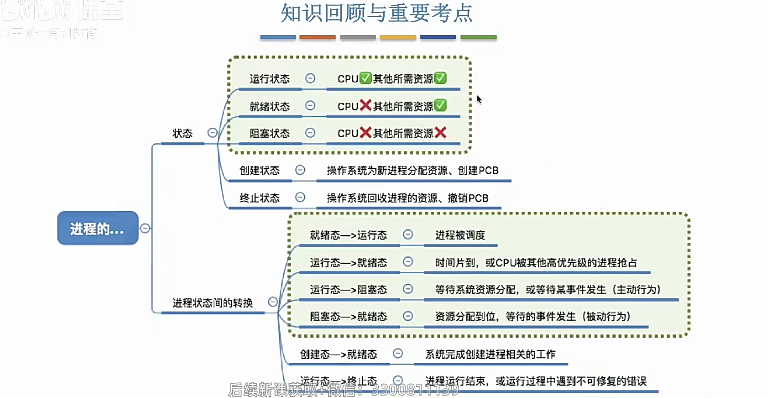 知识回顾与重要考点
运行状态 CPU✅其他所需资源✅
就绪状态 CPU❌其他所需资源✅
状态
阻塞状态 CPU❌其他所需资源❌
创建状态 操作系统为新进程分配资源、创建PCB
终止状态 操作系统回收进程的资源、撤销PCB
进程的...
就绪态—>运行态 进程被调度
运行态—>就绪态 时间片到，或CPU被其他高优先级的进程抢占
运行态—>阻塞态 等待系统资源分配，或等待某事件发生（主动行为）
进程状态间的转换
阻塞态—>就绪态 资源分配到位，等待的事件发生（被动行为）
创建态—>就绪态 系统完成创建进程相关的工作
运行态—>终止态 进程运行结束，或运行过程中遇到不可修复的错误
后续新课获取+微信：3300811139